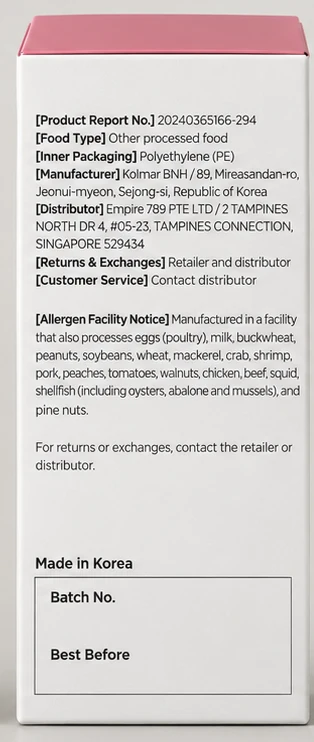 [Product Report No.] 20240365166-294
[Food Type] Other processed food
[Inner Packaging] Polyethylene (PE)
[Manufacturer] Kolmar BNH / 89, Mireasandan-ro,
Jeonui-myeon, Sejong-si, Republic of Korea
[Distributor] Empire 789 PTE LTD / 2 TAMPINES
NORTH DR 4, #05-23, TAMPINES CONNECTION,
SINGAPORE 529434
[Returns & Exchanges] Retailer and distributor
[Customer Service] Contact distributor
[Allergen Facility Notice] Manufactured in a facility
that also processes eggs (poultry), milk, buckwheat,
peanuts, soybeans, wheat, mackerel, crab, shrimp,
pork, peaches, tomatoes, walnuts, chicken, beef, squid,
shellfish (including oysters, abalone and mussels), and
pine nuts.
For returns or exchanges, contact the retailer or
distributor.
Made in Korea
Batch No.
Best Before